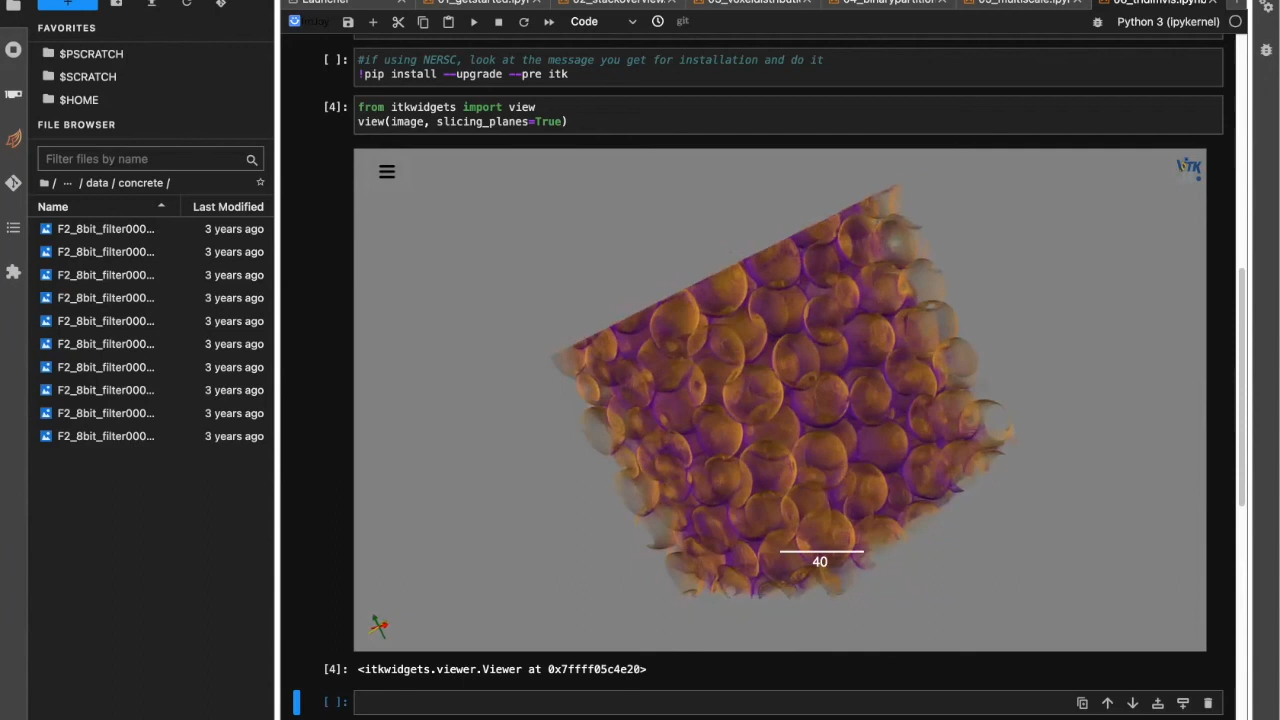 Code
git
Python 3 (ipykernel)
FAVORITES
$PSCRATCH
$SCRATCH
$HOME
FILE BROWSER
Filter files by name
/ ... / data / concrete /
Name Last Modified
F2_8bit_filter000... 3 years ago
F2_8bit_filter000... 3 years ago
F2_8bit_filter000... 3 years ago
F2_8bit_filter000... 3 years ago
F2_8bit_filter000... 3 years ago
F2_8bit_filter000... 3 years ago
F2_8bit_filter000... 3 years ago
F2_8bit_filter000... 3 years ago
F2_8bit_filter000... 3 years ago
F2_8bit_filter000... 3 years ago
[ ]: #if using NERSC, look at the message you get for installation and do it
!pip install --upgrade --pre itk
[4]: from itkwidgets import view
view(image, slicing_planes=True)
40
[4]: <itkwidgets.viewer.Viewer at 0x7ffff05c4e20>
[ ]: